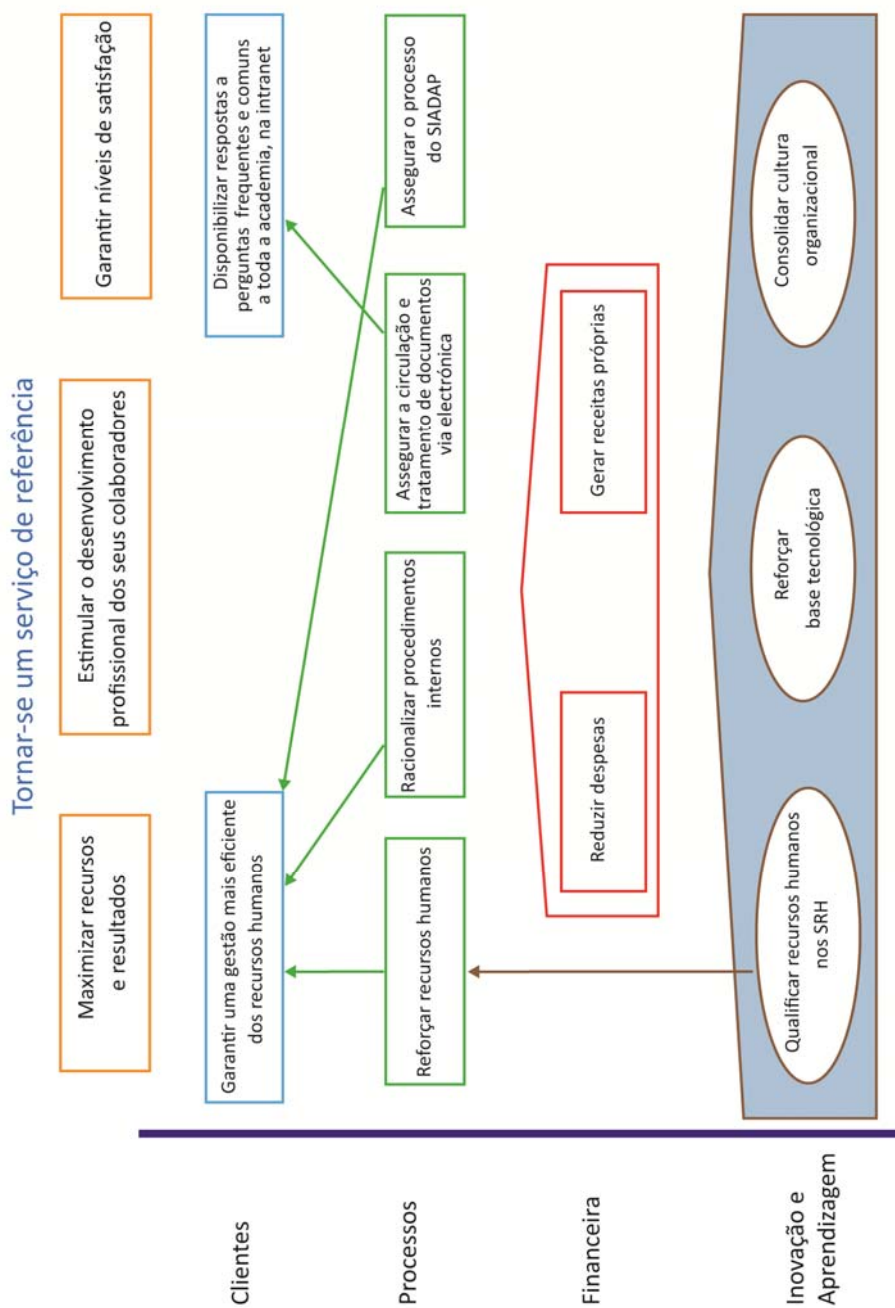 Tornar-se um serviço de referência
Maximizar recursos
e resultados
Estimular o desenvolvimento
profissional dos seus colaboradores
Garantir níveis de satisfação
Clientes
Garantir uma gestão mais eficiente
dos recursos humanos
Disponibilizar respostas a
perguntas frequentes e comuns
a toda a academia, na intranet
Processos
Reforçar recursos humanos
Racionalizar procedimentos
internos
Assegurar a circulação e
tratamento de documentos
via electrónica
Assegurar o processo
do SIADAP
Financeira
Reduzir despesas
Gerar receitas próprias
Inovação e
Aprendizagem
Qualificar recursos humanos
nos SRH
Reforçar
base tecnológica
Consolidar cultura
organizacional